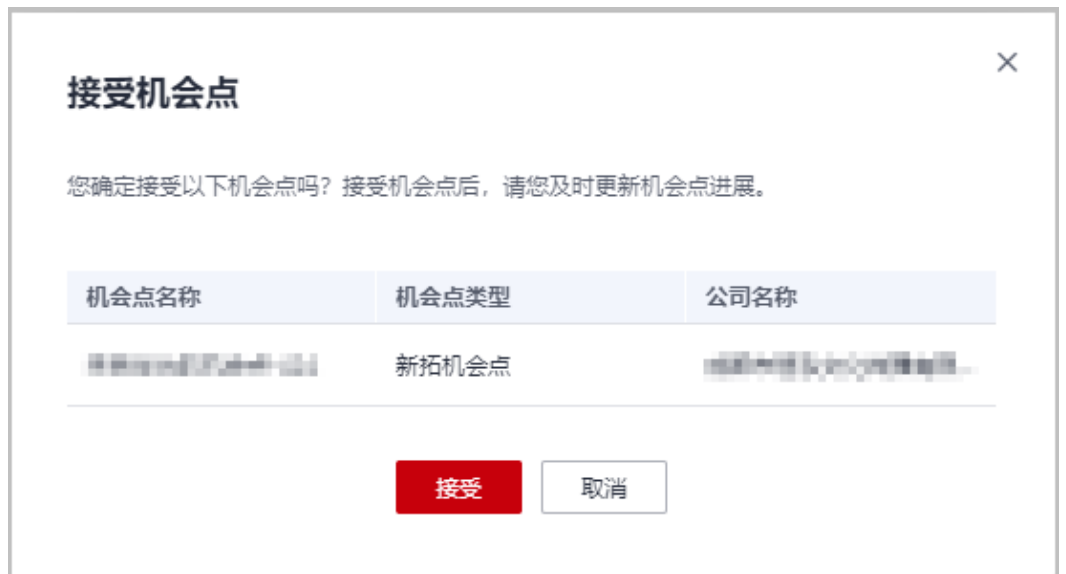 接受机会点
您确定接受以下机会点吗？接受机会点后，请您及时更新机会点进展。
机会点名称 机会点类型 公司名称
新拓机会点
接受 取消